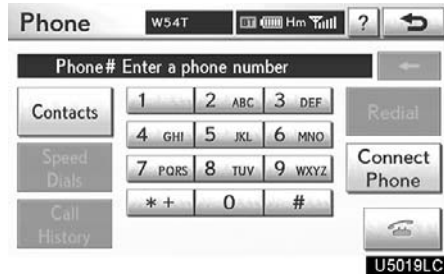 Phone W54T BT Hm ?
Phone# Enter a phone number
Contacts
1 2 ABC 3 DEF
Redial
4 GHI 5 JKL 6 MNO
Speed
Dials
7 PQRS 8 TUV 9 WXYZ
Connect
Phone
* + 0 #
Call
History
U5019LC